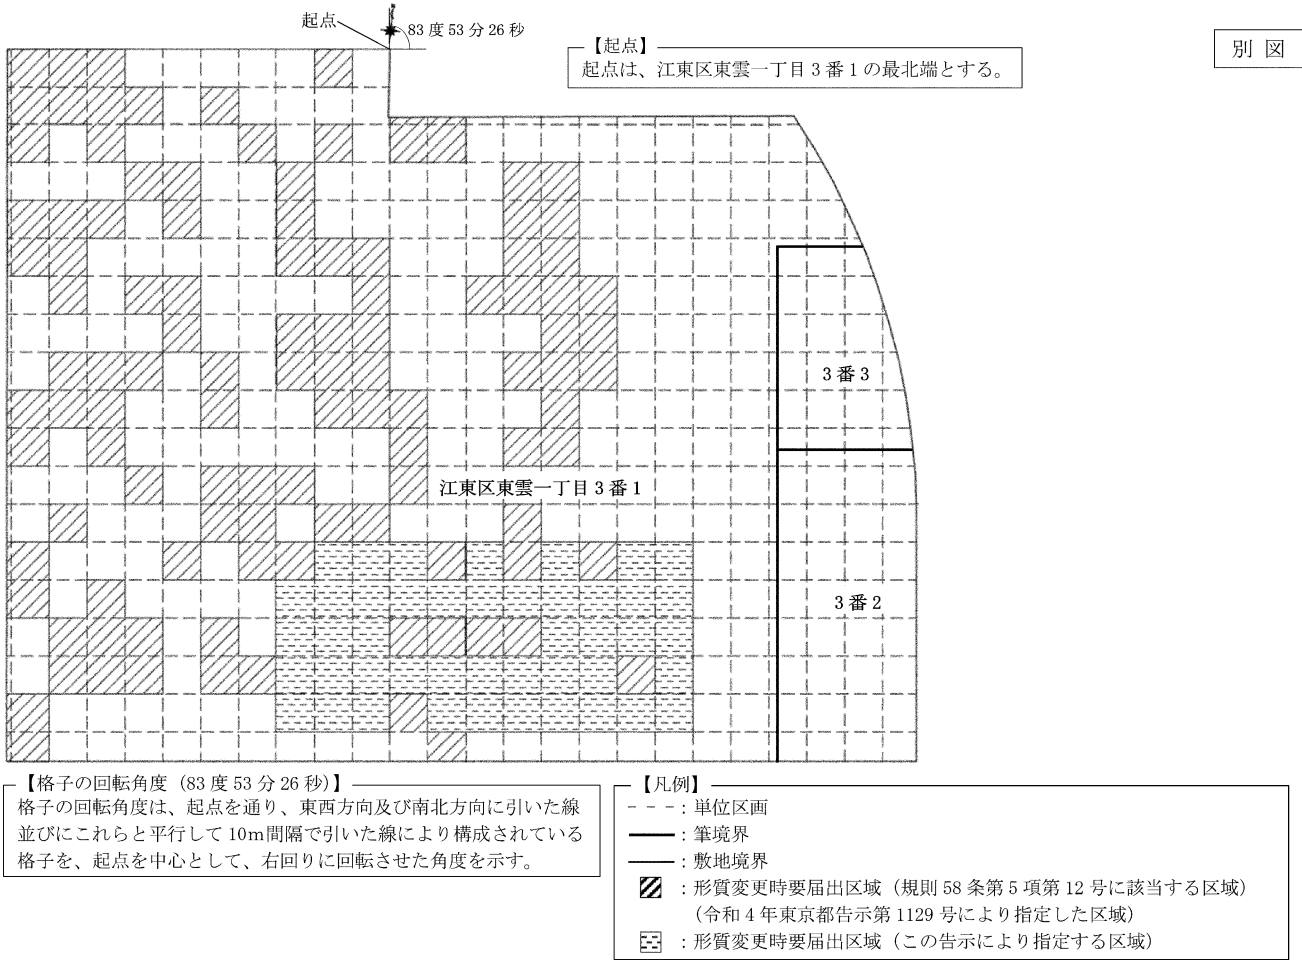 起点
83度53分26秒
別図
【起点】
起点は、江東区東雲一丁目3番1の最北端とする。
3番3
江東区東雲一丁目3番1
3番2
【格子の回転角度（83度53分26秒）】
格子の回転角度は、起点を通り、東西方向及び南北方向に引いた線
並びにこれらと平行して10m間隔で引いた線により構成されている
格子を、起点を中心として、右回りに回転させた角度を示す。
【凡例】
：単位区画
：筆境界
：敷地境界
：形質変更時要届出区域（規則58条第5項第12号に該当する区域）
（令和4年東京都告示第1129号により指定した区域）
：形質変更時要届出区域（この告示により指定する区域）